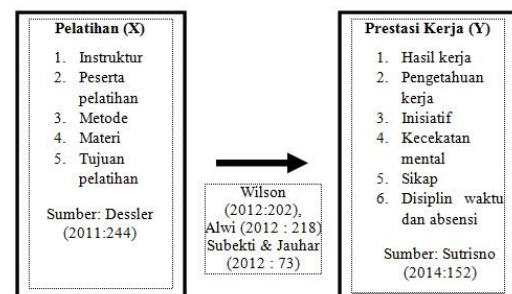 Pelatihan (X)
1. Instruktur
2. Peserta
pelatihan
3. Metode
4. Materi
5. Tujuan
pelatihan
Sumber: Dessler
(2011:244)
Wilson
(2012:202),
Alwi (2012 : 218)
Subekti & Jauhar
(2012 : 73)
Prestasi Kerja (Y)
1. Hasil kerja
2. Pengetahuan
kerja
3. Inisiatif
4. Kecekatan
mental
5. Sikap
6. Disiplin waktu
dan absensi
Sumber: Sutrisno
(2014:152)